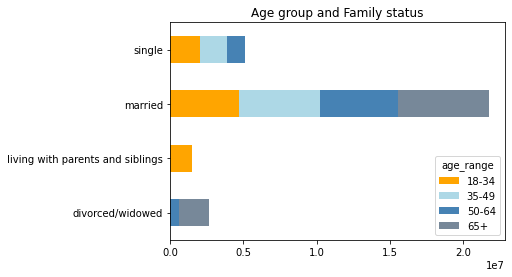 Age group and Family status
single
married
living with parents and siblings
divorced/widowed
age_range
18-34
35-49
50-64
65+
0.0 0.5 1.0 1.5 2.0
1e7